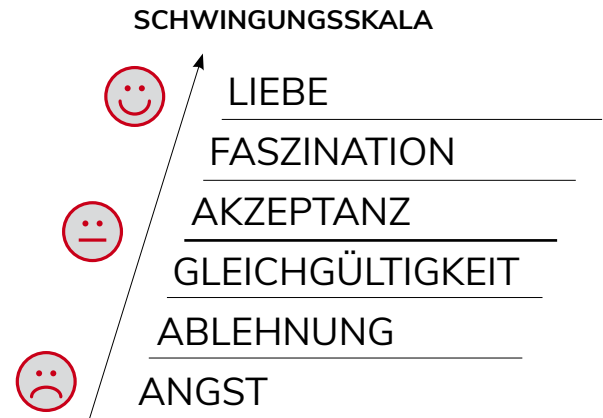 SCHWINGUNGSSKALA
LIEBE
FASZINATION
AKZEPTANZ
GLEICHGÜLTIGKEIT
ABLEHNUNG
ANGST